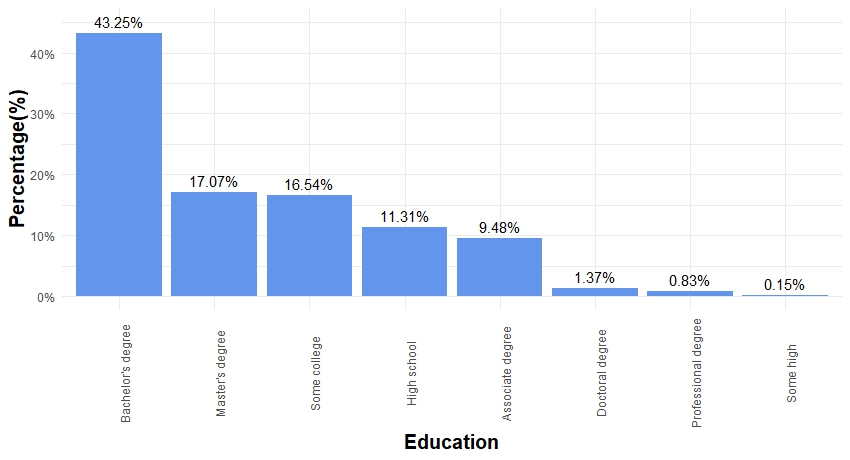 43.25%
40%
30%
20%
10%
0%
Percentage(%)
17.07%
16.54%
11.31%
9.48%
1.37%
0.83%
0.15%
Bachelor's degree
Master's degree
Some college
High school
Associate degree
Doctoral degree
Professional degree
Some high
Education